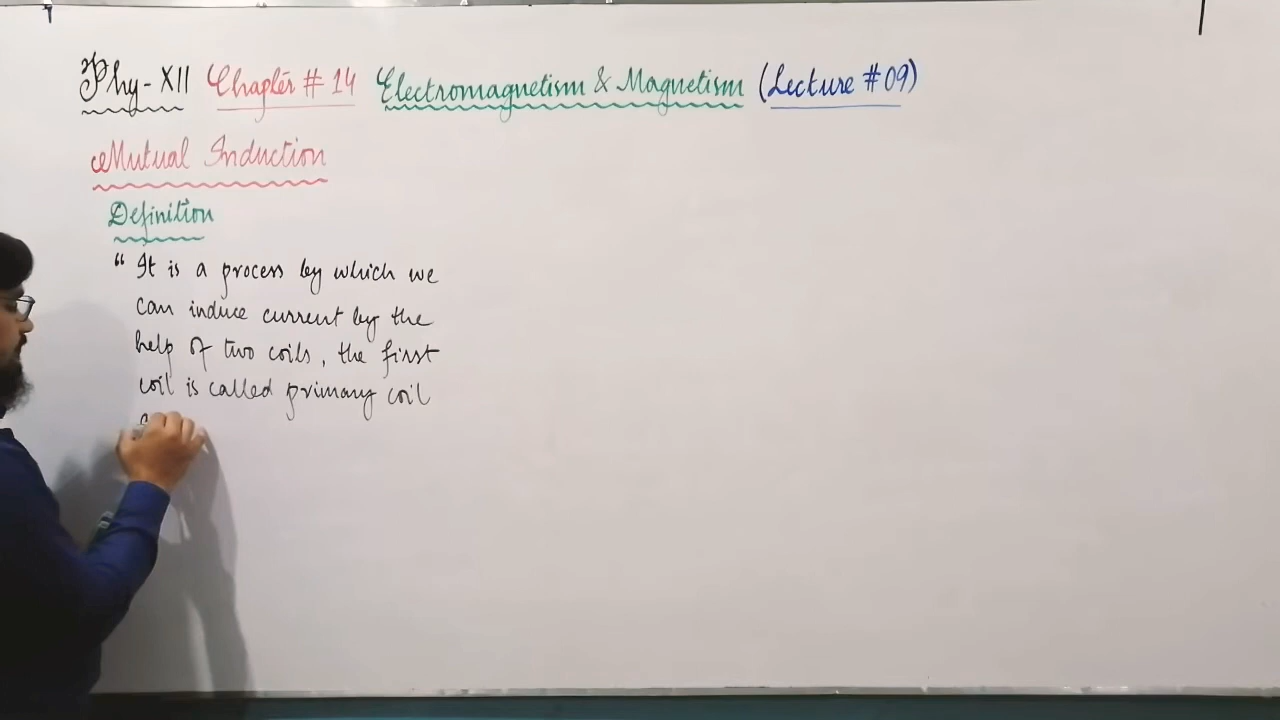 Phy-XII Chapter # 14 Electromagnetism & Magnetism (Lecture #09)
Mutual Induction
Definition
“ It is a process by which we
can induce current by the
help of two coils, the first
coil is called primary coil